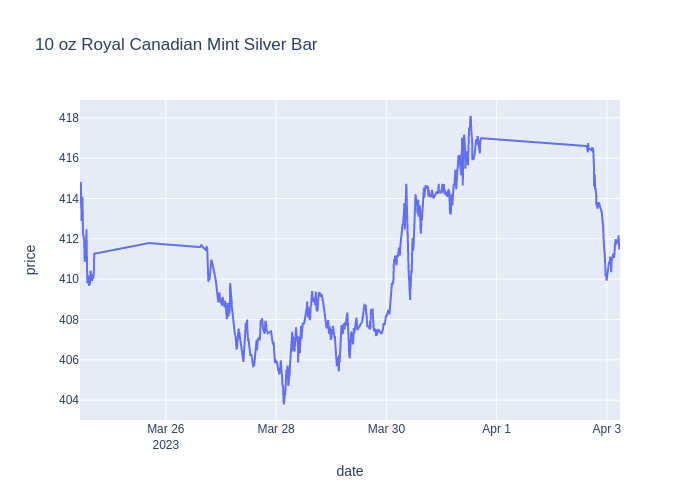 10 oz Royal Canadian Mint Silver Bar
418
416
414
412
410
408
406
404
price
Mar 26
2023
Mar 28
Mar 30
Apr 1
Apr 3
date